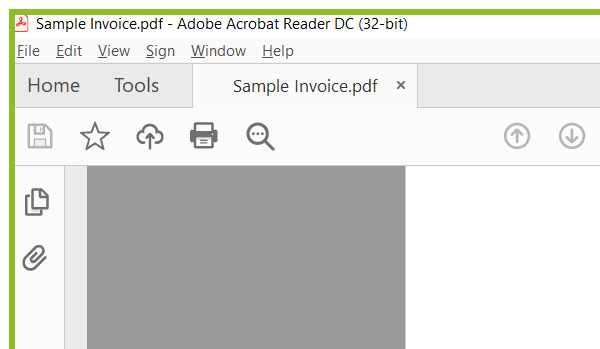 Sample Invoice.pdf - Adobe Acrobat Reader DC (32-bit)
File Edit View Sign Window Help
Home Tools Sample Invoice.pdf ×